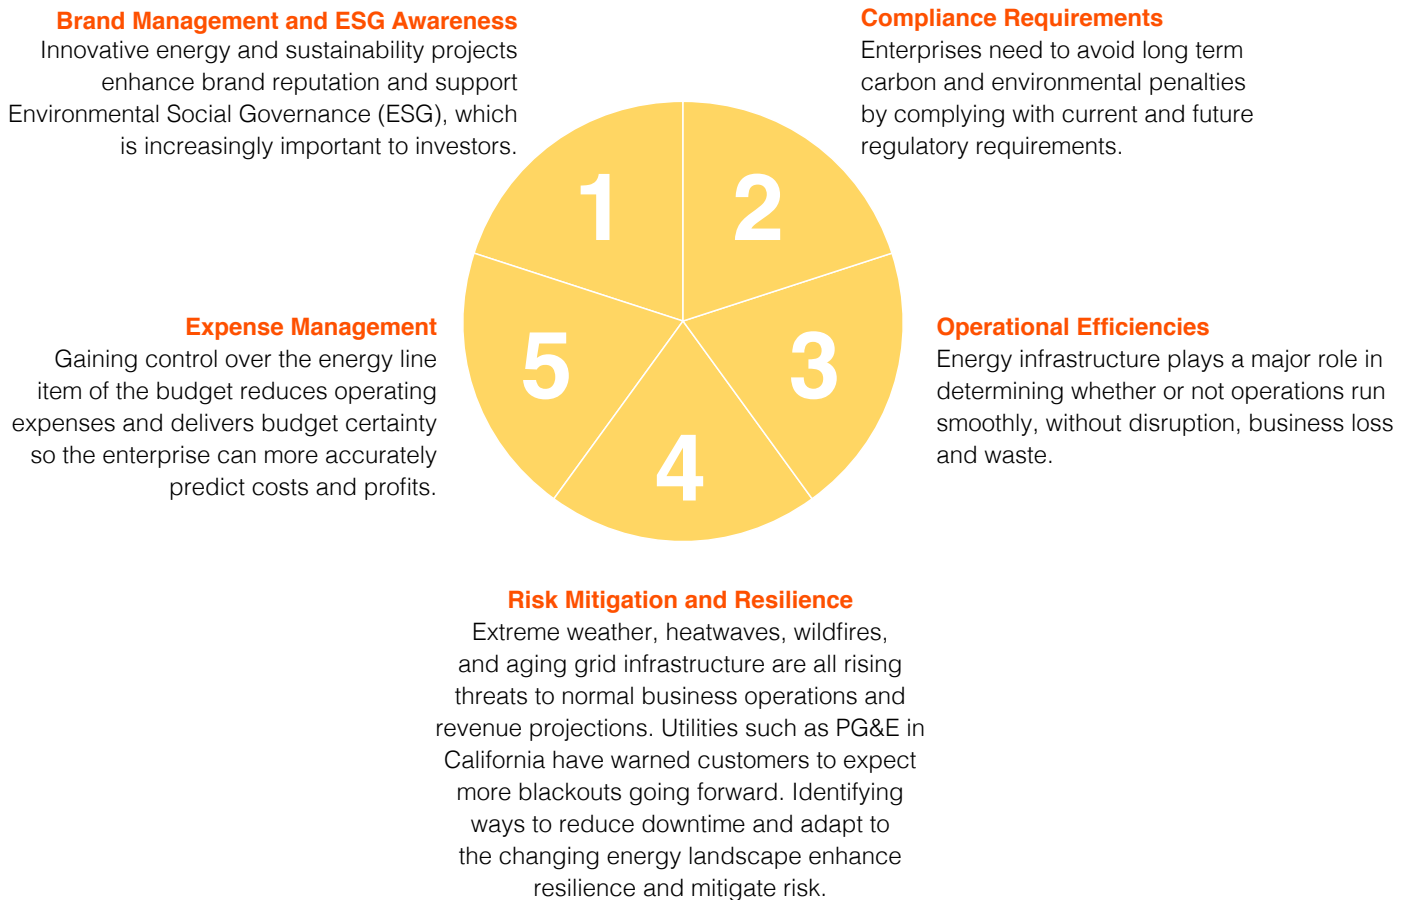 Brand Management and ESG Awareness
Innovative energy and sustainability projects
enhance brand reputation and support
Environmental Social Governance (ESG), which
is increasingly important to investors.
Compliance Requirements
Enterprises need to avoid long term
carbon and environmental penalties
by complying with current and future
regulatory requirements.
1
2
Expense Management
Gaining control over the energy line
item of the budget reduces operating
expenses and delivers budget certainty
so the enterprise can more accurately
predict costs and profits.
5
3
4
Operational Efficiencies
Energy infrastructure plays a major role in
determining whether or not operations run
smoothly, without disruption, business loss
and waste.
Risk Mitigation and Resilience
Extreme weather, heatwaves, wildfires,
and aging grid infrastructure are all rising
threats to normal business operations and
revenue projections. Utilities such as PG&E in
California have warned customers to expect
more blackouts going forward. Identifying
ways to reduce downtime and adapt to
the changing energy landscape enhance
resilience and mitigate risk.